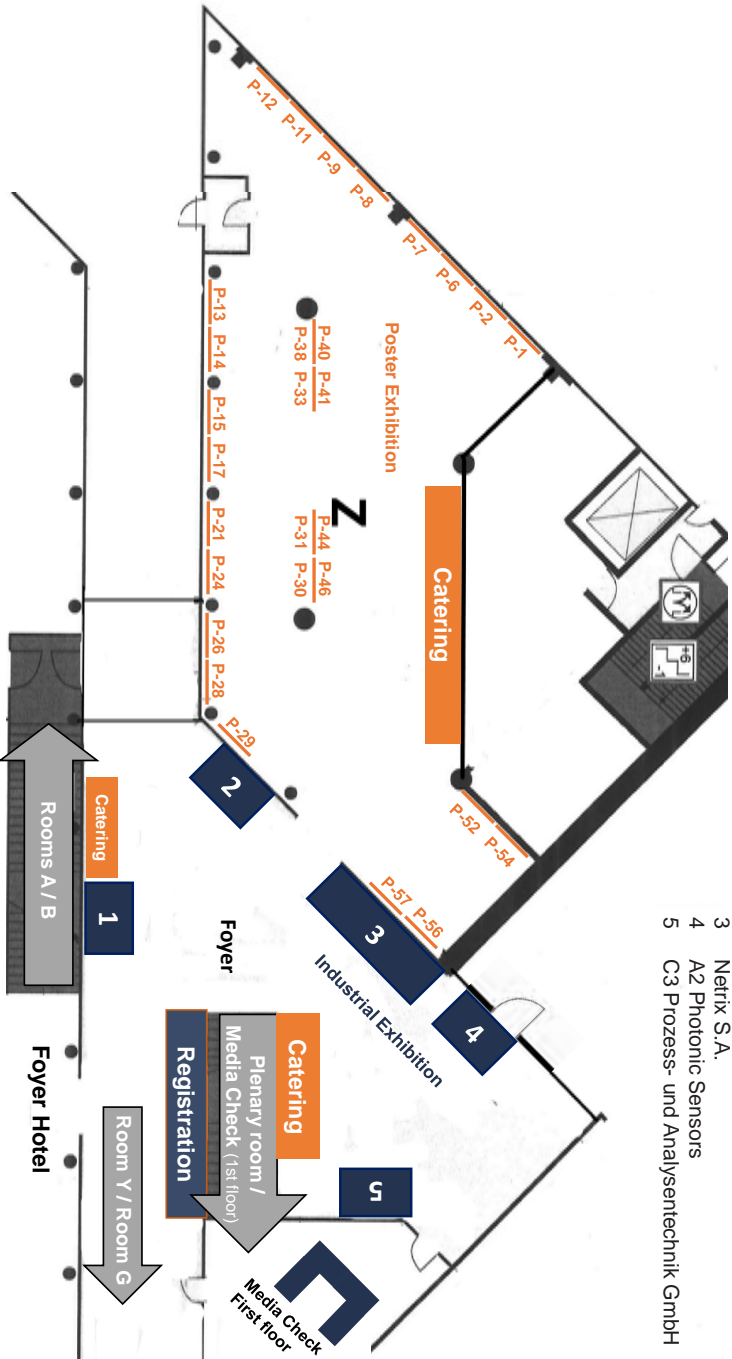 3 Netrix S.A.
4 A2 Photonic Sensors
5 C3 Prozess- und Analysentechnik GmbH
P-12
P-11
P-9
P-8
P-7
P-6
P-2
P-1
P-13
P-14
P-15
P-17
P-21
P-24
P-26
P-28
P-29
P-40 P-41
P-38 P-33
Poster Exhibition
Z
P-44 P-46
P-31 P-30
Catering
M
+6
-1
P-52
P-54
P-57
P-56
2
3
Industrial Exhibition
4
Foyer
Catering
1
Rooms A / B
Foyer Hotel
Room Y / Room G
Registration
Plenary room /
Media Check (1st floor)
Catering
5
Media Check
First floor